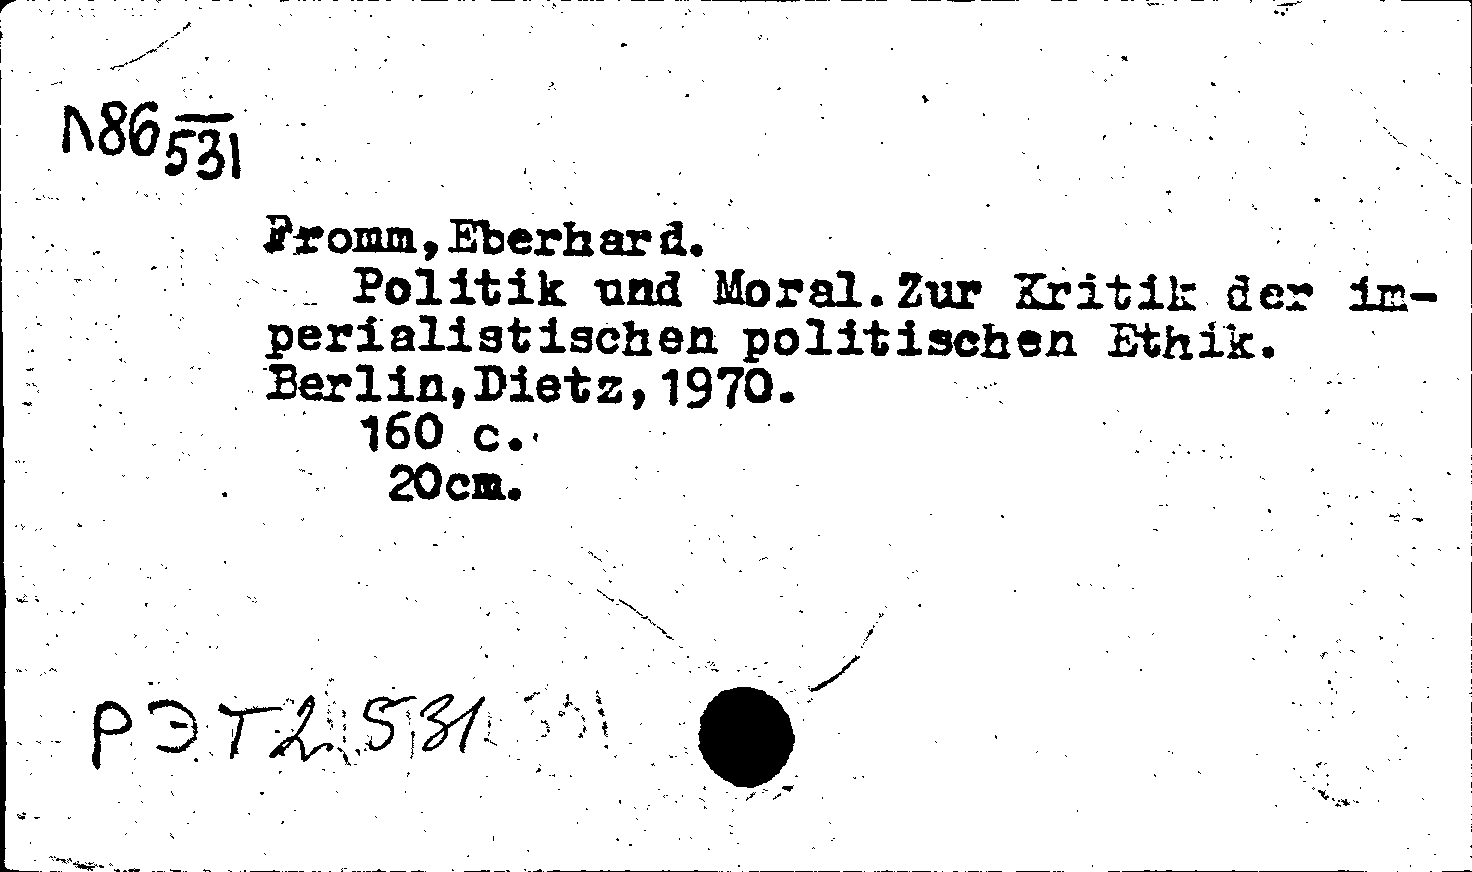 Л86 531
Fromm, Eberhard.
Politik und Moral. Zur Kritik der im-
perialistischen politischen Ethik.
Berlin, Dietz, 1970.
160 с.
20cm.
РЭТ2 531